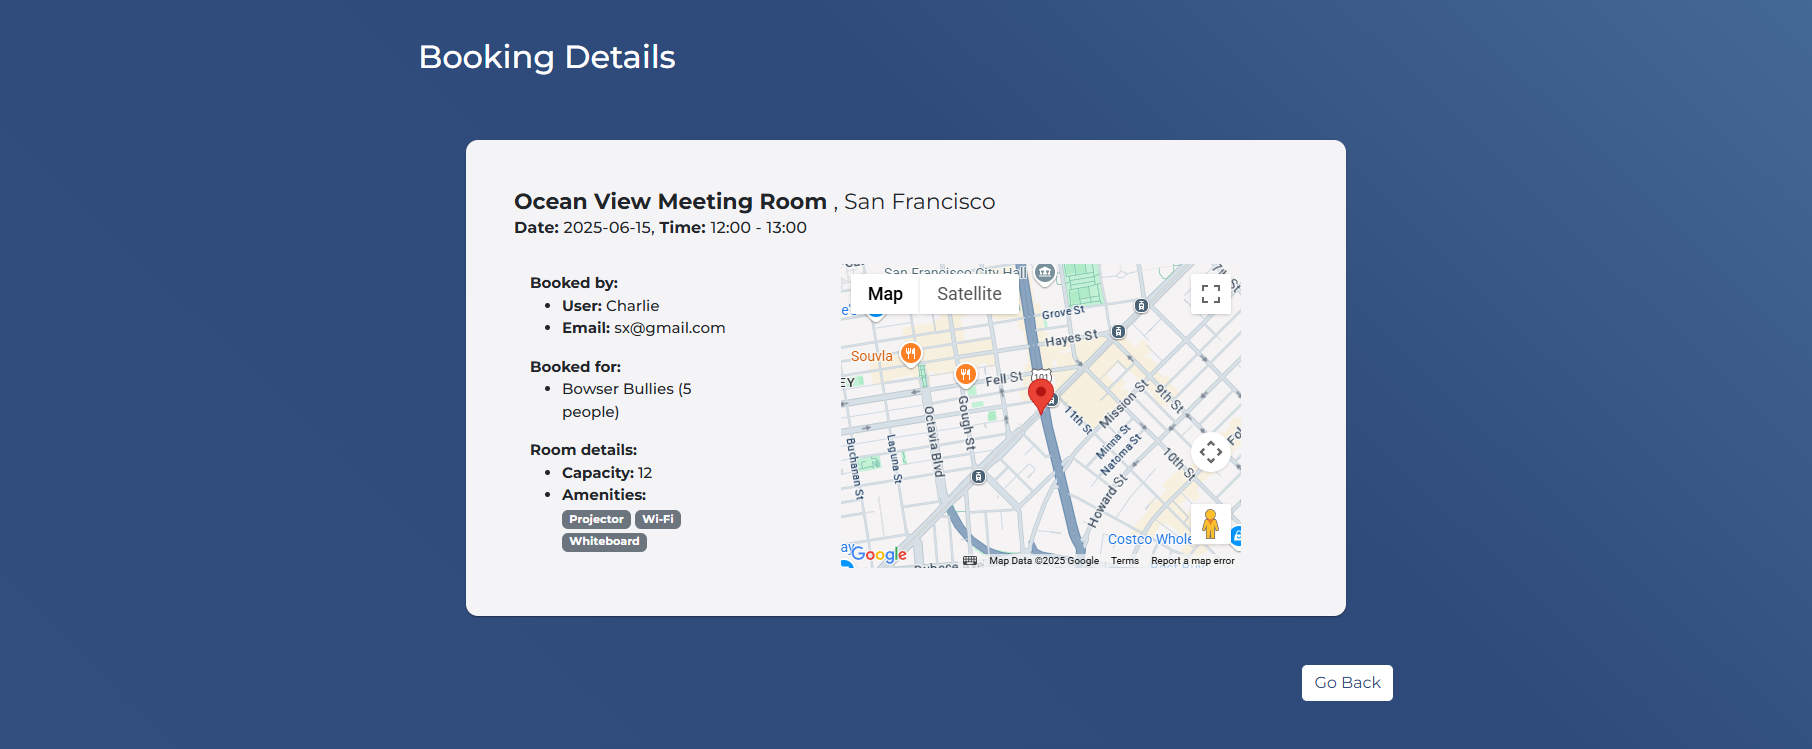 Booking Details
Ocean View Meeting Room , San Francisco
Date: 2025-06-15, Time: 12:00 - 13:00
Booked by:
User: Charlie
Email: sx@gmail.com
Booked for:
Bowser Bullies (5
people)
Room details:
Capacity: 12
Amenities:
Projector Wi-Fi
Whiteboard
San Francisco City Hall
Map Satellite
Grove St
Hayes St
Souvla
Fell St
101
Octavia Blvd
Gough St
Laguna St
Buchanan St
11th St
Mission St
9th St
Minna St
Natoma St
10th St
Howard St
Costco Whole
Google
Map Data ©2025 Google Terms Report a map error
Go Back